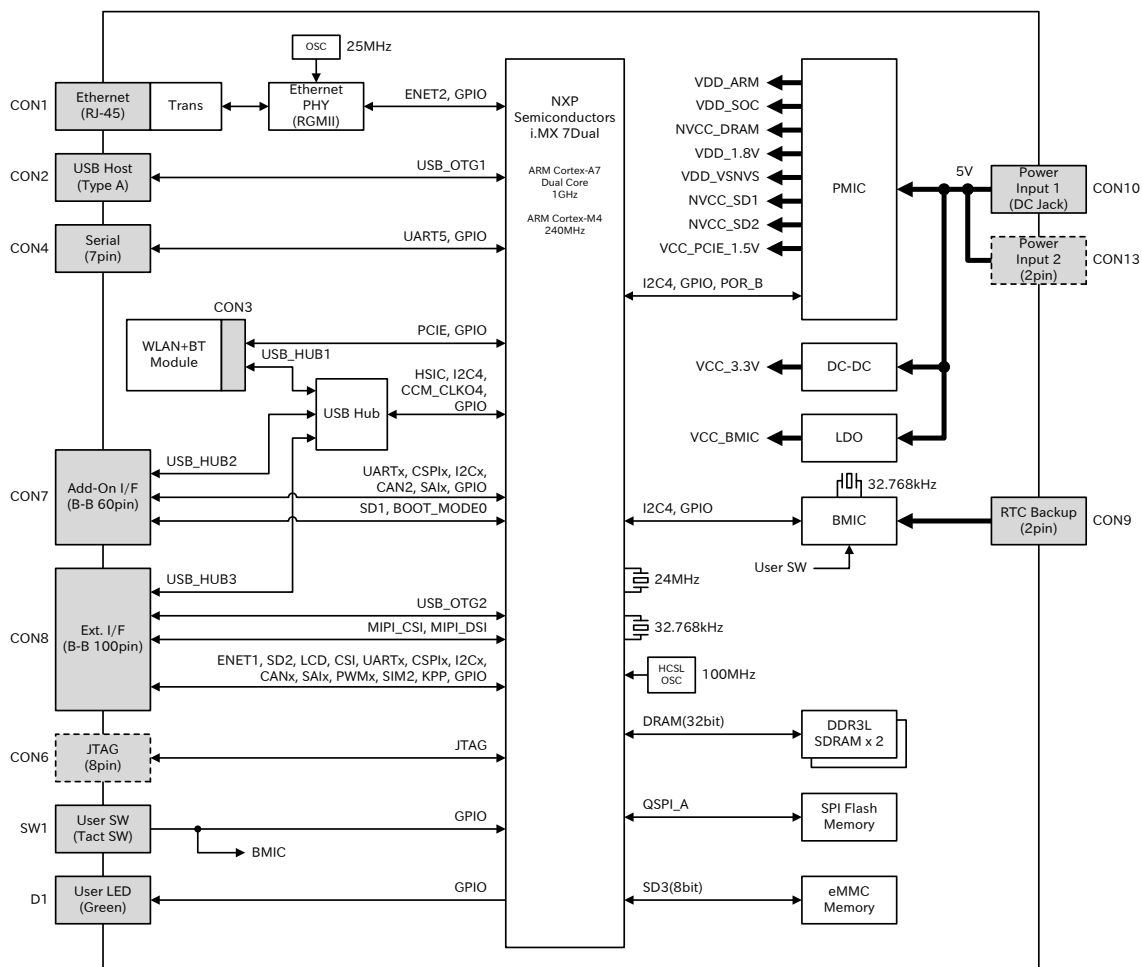 OSC
25MHz
CON1
Ethernet
(RJ-45)
Trans
Ethernet
PHY
(RGMII)
ENET2, GPIO
CON2
USB Host
(Type A)
USB_OTG1
CON4
Serial
(7pin)
UART5, GPIO
CON3
WLAN+BT
Module
PCIE, GPIO
USB_HUB1
USB Hub
HSIC, I2C4,
CCM_CLKO4,
GPIO
USB_HUB2
CON7
Add-On I/F
(B-B 60pin)
UARTx, CSPIx, I2Cx,
CAN2, SAIx, GPIO
SD1, BOOT_MODE0
USB_HUB3
CON8
Ext. I/F
(B-B 100pin)
USB_OTG2
MIPI_CSI, MIPI_DSI
ENET1, SD2, LCD, CSI, UARTx, CSPIx, I2Cx,
CANx, SAIx, PWMx, SIM2, KPP, GPIO
CON6
JTAG
(8pin)
JTAG
SW1
User SW
(Tact SW)
GPIO
BMIC
D1
User LED
(Green)
GPIO
NXP
Semiconductors
i.MX 7Dual
ARM Cortex-A7
Dual Core
1GHz
ARM Cortex-M4
240MHz
VDD_ARM
VDD_SOC
NVCC_DRAM
VDD_1.8V
VDD_VSNVS
NVCC_SD1
NVCC_SD2
VCC_PCIE_1.5V
I2C4, GPIO, POR_B
PMIC
5V
Power
Input 1
(DC Jack)
CON10
Power
Input 2
(2pin)
CON13
VCC_3.3V
DC-DC
VCC_BMIC
LDO
32.768kHz
I2C4, GPIO
BMIC
RTC Backup
(2pin)
CON9
User SW
24MHz
32.768kHz
HCSL
OSC
100MHz
DRAM(32bit)
DDR3L
SDRAM x 2
QSPI_A
SPI Flash
Memory
SD3(8bit)
eMMC
Memory